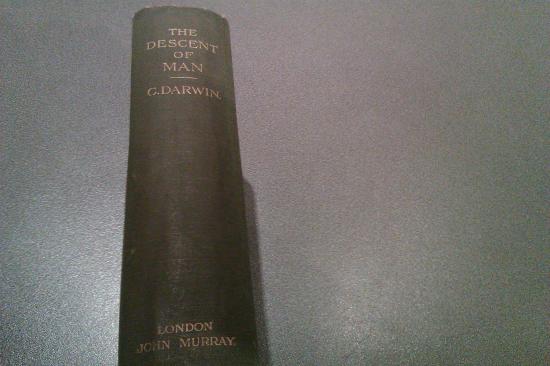 THE
DESCENT
OF
MAN
C. DARWIN.
LONDON
JOHN MURRAY.